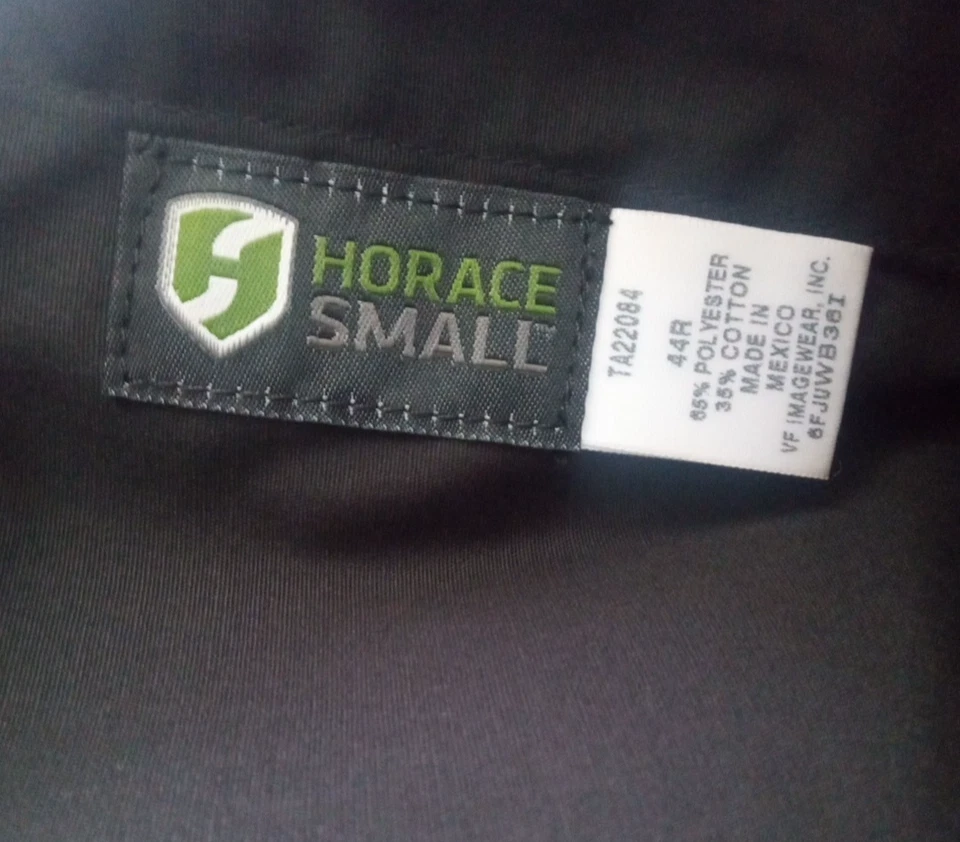 HORACE
SMALL
TA22084
44R
65% POLYESTER
35% COTTON
MADE IN
MEXICO
VF IMAGEWEAR, INC.
6FJUWB36I